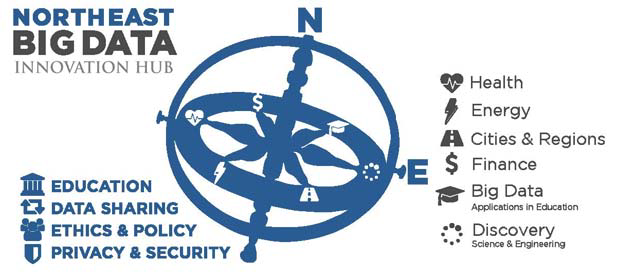 NORTHEAST
BIG DATA
INNOVATION HUB
N
E
$
EDUCATION
DATA SHARING
ETHICS & POLICY
PRIVACY & SECURITY
Health
Energy
Cities & Regions
$ Finance
Big Data
Applications in Education
Discovery
Science & Engineering